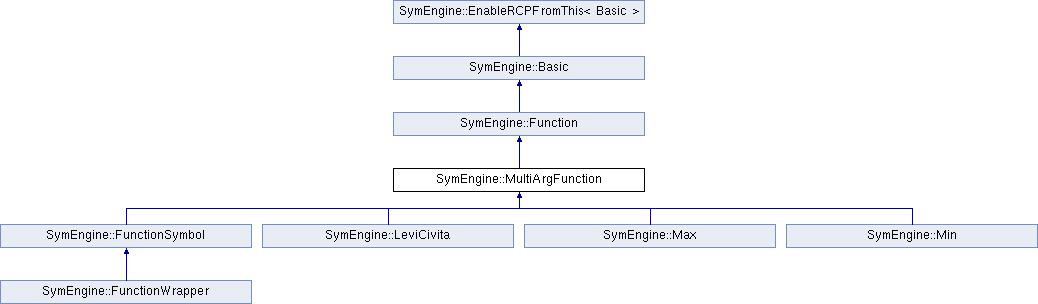 SymEngine::EnableRCPFromThis< Basic >
SymEngine::Basic
SymEngine::Function
SymEngine::MultiArgFunction
SymEngine::FunctionSymbol
SymEngine::LeviCivita
SymEngine::Max
SymEngine::Min
SymEngine::FunctionWrapper